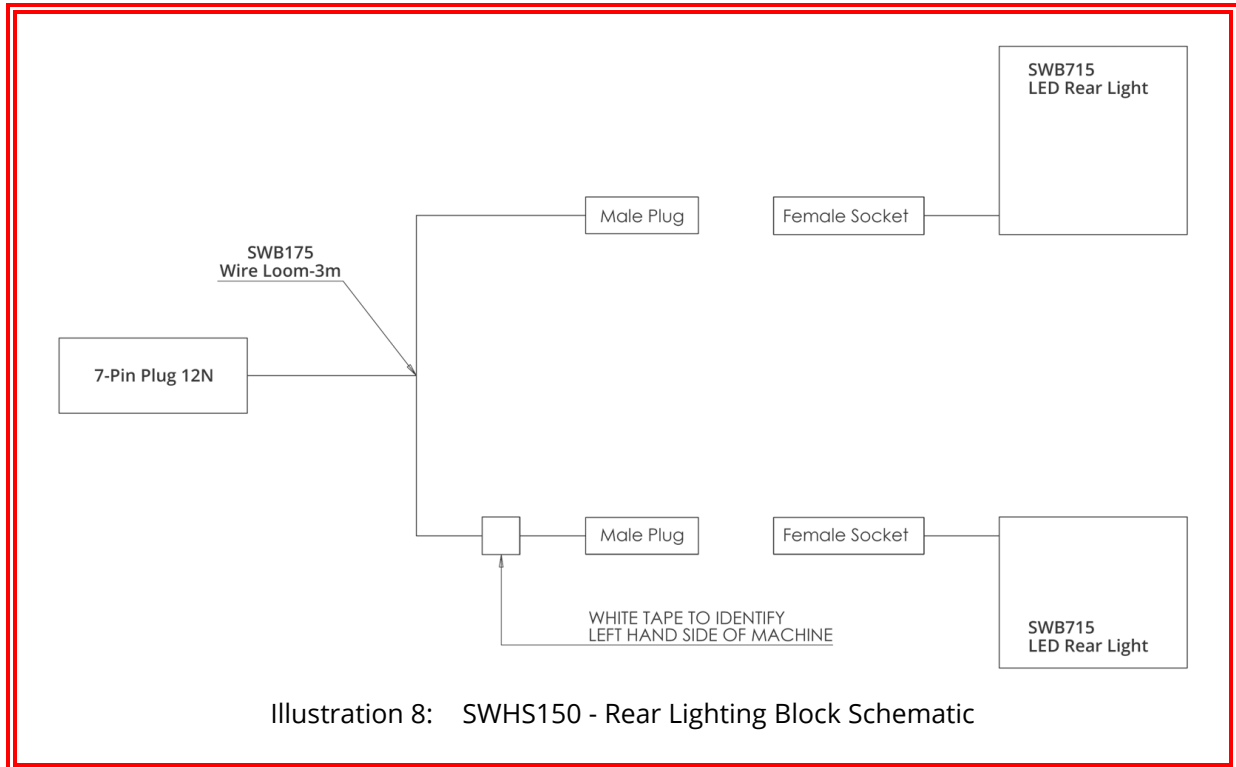 SWB715
LED Rear Light
Male Plug
Female Socket
SWB175
Wire Loom-3m
7-Pin Plug 12N
Male Plug
Female Socket
WHITE TAPE TO IDENTIFY
LEFT HAND SIDE OF MACHINE
SWB715
LED Rear Light
Illustration 8: SWHS150 - Rear Lighting Block Schematic